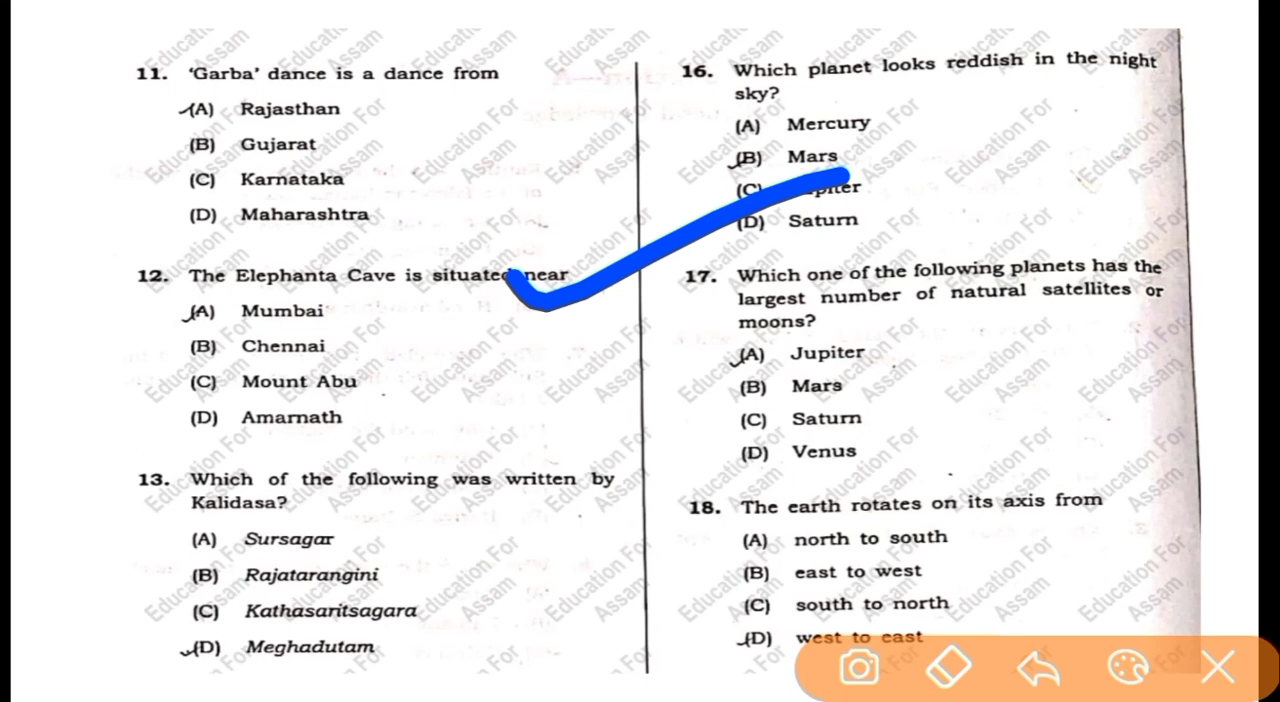 11. 'Garba' dance is a dance from
(A) Rajasthan
(B) Gujarat
(C) Karnataka
(D) Maharashtra
12. The Elephanta Cave is situated near
(A) Mumbai
(B) Chennai
(C) Mount Abu
(D) Amarnath
13. Which of the following was written by
Kalidasa?
(A) Sursagar
(B) Rajatarangini
(C) Kathasaritsagara
(D) Meghadutam
16. Which planet looks reddish in the night
sky?
(A) Mercury
(B) Mars
(C)
(D) Saturn
17. Which one of the following planets has the
largest number of natural satellites or
moons?
(A) Jupiter
(B) Mars
(C) Saturn
(D) Venus
18. The earth rotates on its axis from
(A) north to south
(B) east to west
(C) south to north
(D) west to east
Education For
Assam